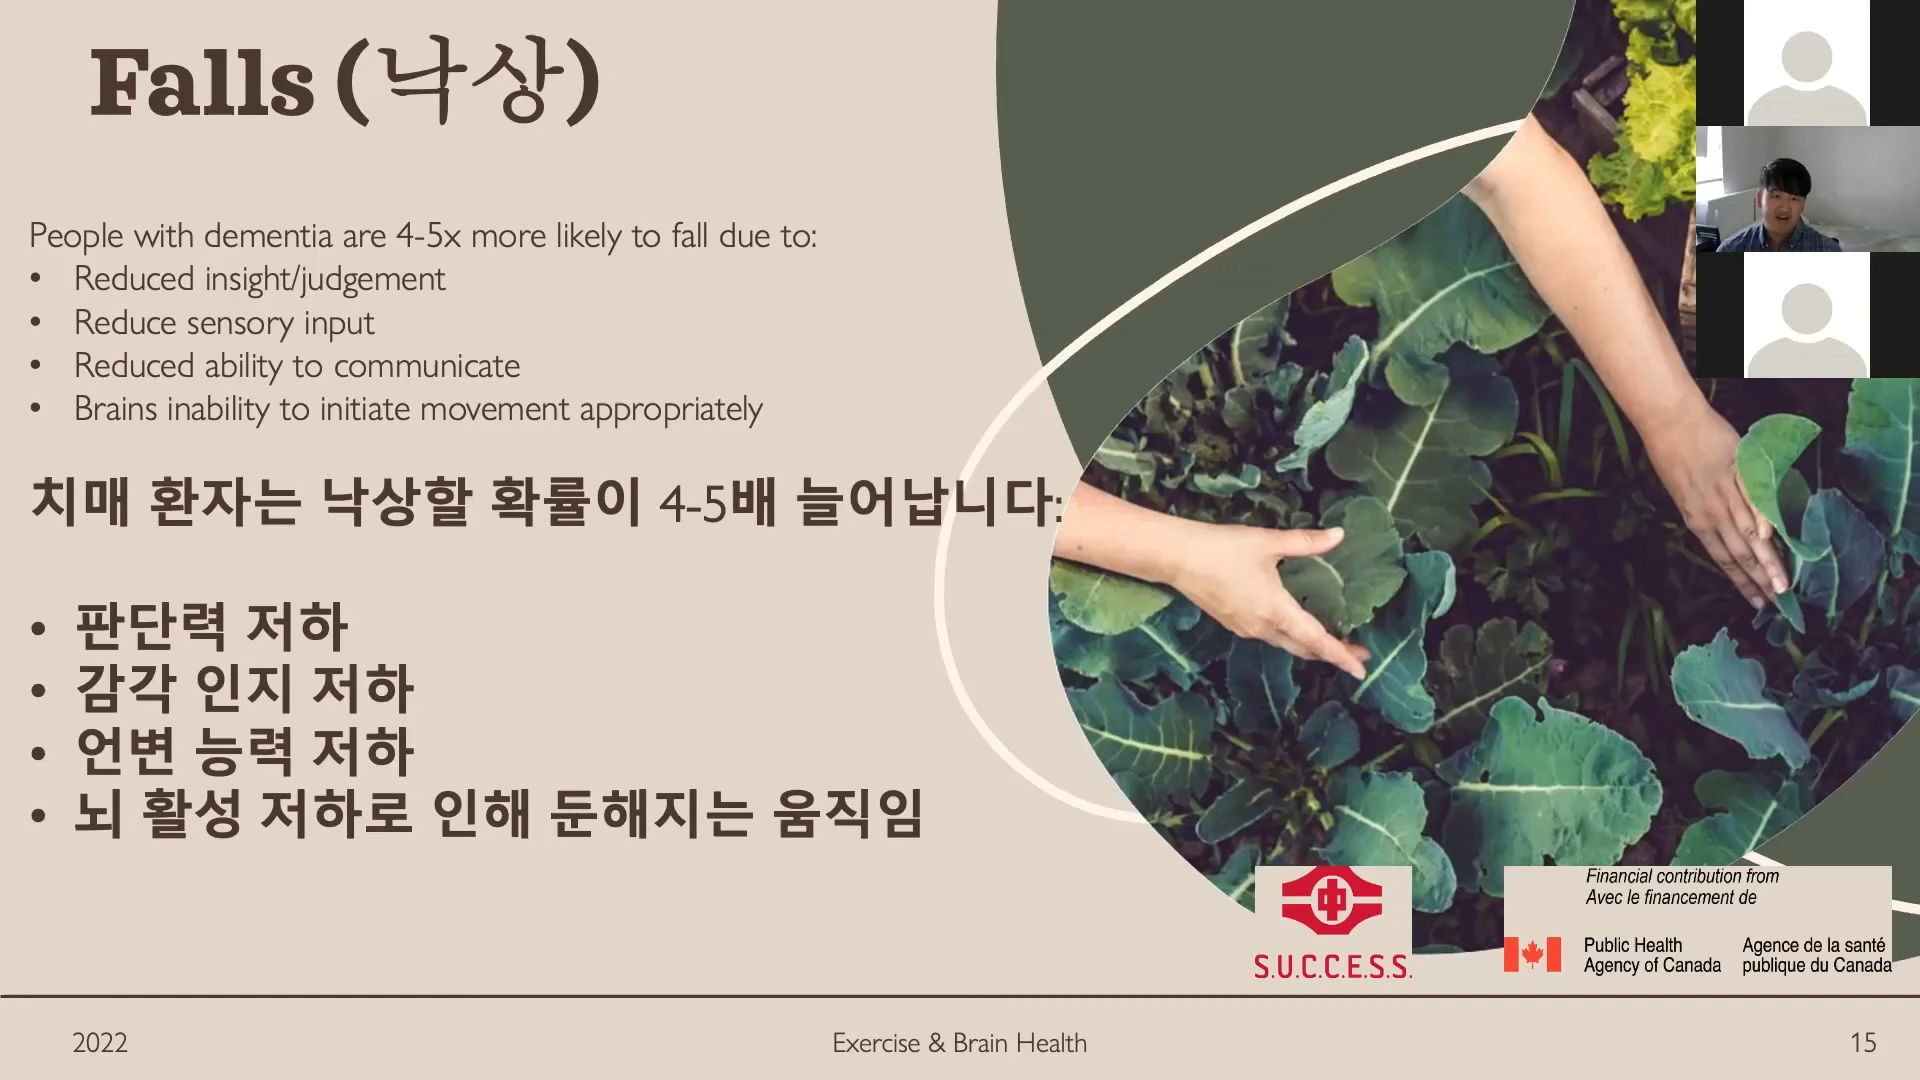 Falls (낙상)
People with dementia are 4-5x more likely to fall due to:
• Reduced insight/judgement
• Reduce sensory input
• Reduced ability to communicate
• Brains inability to initiate movement appropriately
치매 환자는 낙상할 확률이 4-5배 늘어납니다:
• 판단력 저하
• 감각 인지 저하
• 언변 능력 저하
• 뇌 활성 저하로 인해 둔해지는 움직임
中
S.U.C.C.E.S.S.
Financial contribution from
Avec le financement de
Public Health
Agency of Canada
Agence de la santé
publique du Canada
2022
Exercise & Brain Health
15